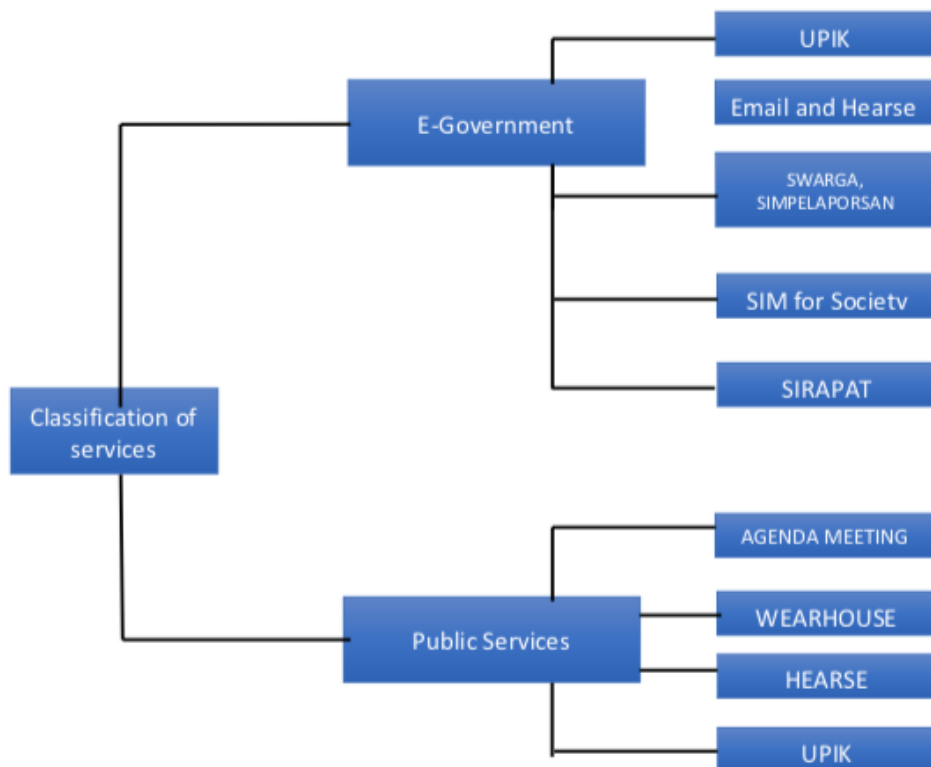 UPIK
E-Government
Email and Hearse
SWARGA,
SIMPELAPORSAN
SIM for Society
SIRAPAT
Classification of
services
AGENDA MEETING
WEARHOUSE
Public Services
HEARSE
UPIK